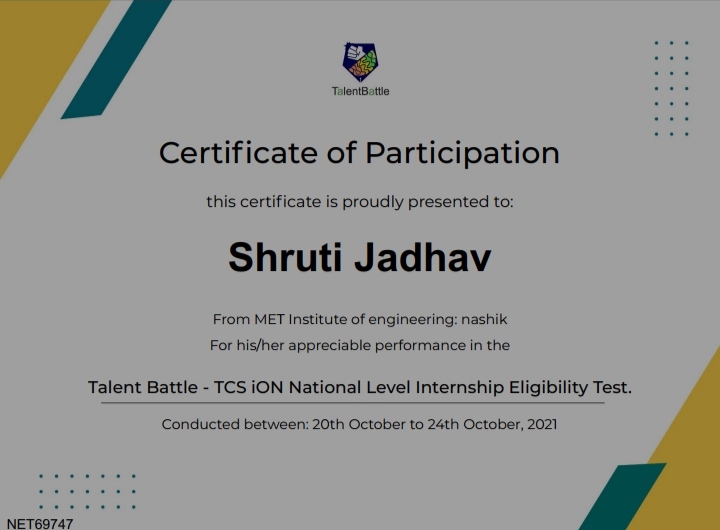 TalentBattle
Certificate of Participation
this certificate is proudly presented to:
Shruti Jadhav
From MET Institute of engineering: nashik
For his/her appreciable performance in the
Talent Battle - TCS iON National Level Internship Eligibility Test.
Conducted between: 20th October to 24th October, 2021
NET69747